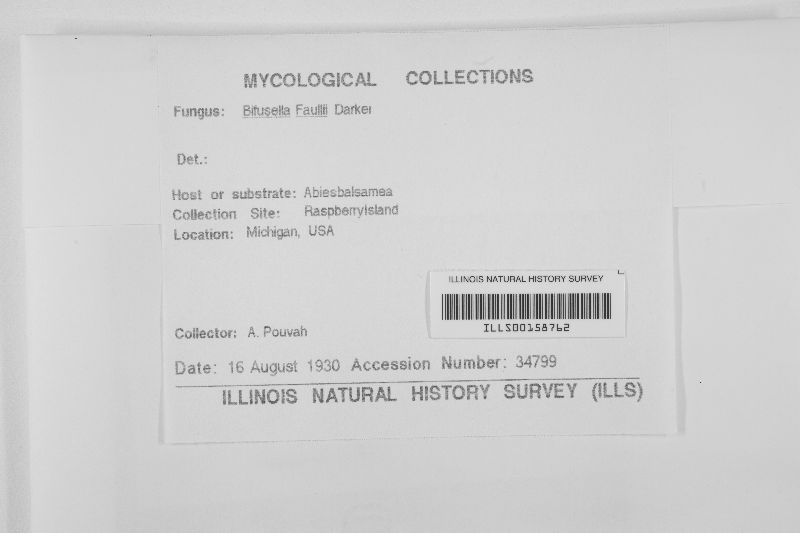 MYCOLOGICAL COLLECTIONS
Fungus: Bifusella Faullii Darker
Det.:
Host or substrate: Abiesbalsamea
Collection Site: RaspberryIsland
Location: Michigan, USA
ILLINOIS NATURAL HISTORY SURVEY
ILLS00158762
Collector: A. Pouvah
Date: 16 August 1930 Accession Number: 34799
ILLINOIS NATURAL HISTORY SURVEY (ILLS)